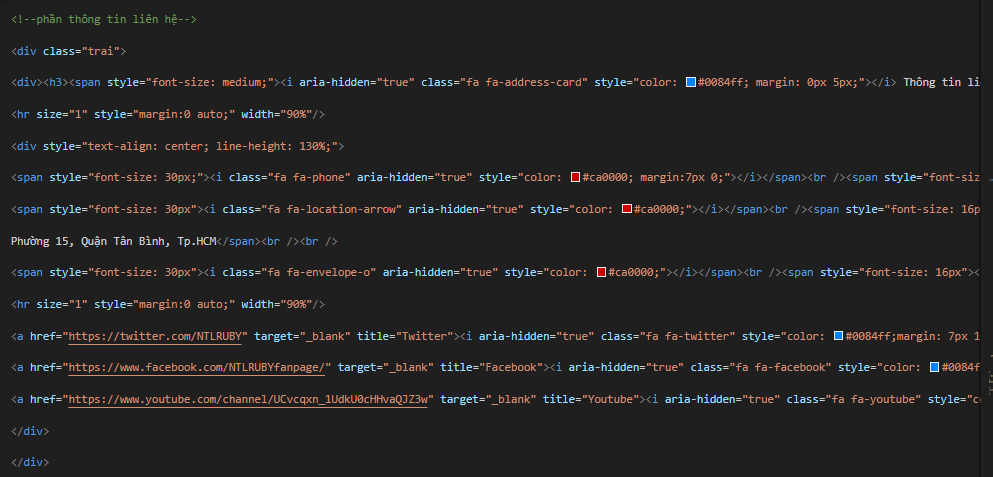 <!--phần thông tin liên hệ-->
<div class="trai">
<div><h3><span style="font-size: medium;"><i aria-hidden="true" class="fa fa-address-card" style="color: #0084ff; margin: 0px 5px;"></i> Thông tin
<hr size="1" style="margin:0 auto;" width="90%"/>
<div style="text-align: center; line-height: 130%;">
<span style="font-size: 30px;"><i class="fa fa-phone" aria-hidden="true" style="color: #ca0000; margin:7px 0;"></i></span><br /><span style="font-siz
<span style="font-size: 30px"><i class="fa fa-location-arrow" aria-hidden="true" style="color: #ca0000;"></i></span><br /><span style="font-size: 16p
Phường 15, Quận Tân Bình, Tp.HCM</span><br /><br />
<span style="font-size: 30px"><i class="fa fa-envelope-o" aria-hidden="true" style="color: #ca0000;"></i></span><br /><span style="font-size: 16px"><
<hr size="1" style="margin:0 auto;" width="90%"/>
<a href="https://twitter.com/NTLRUBY" target="_blank" title="Twitter"><i aria-hidden="true" class="fa fa-twitter" style="color: #0084ff;margin: 7px 1
<a href="https://www.facebook.com/NTLRUBYfanpage/" target="_blank" title="Facebook"><i aria-hidden="true" class="fa fa-facebook" style="color: #0084f
<a href="https://www.youtube.com/channel/UCvcqxn_1UdkU0cHHvaQJZ3w" target="_blank" title="Youtube"><i aria-hidden="true" class="fa fa-youtube" style="c
</div>
</div>